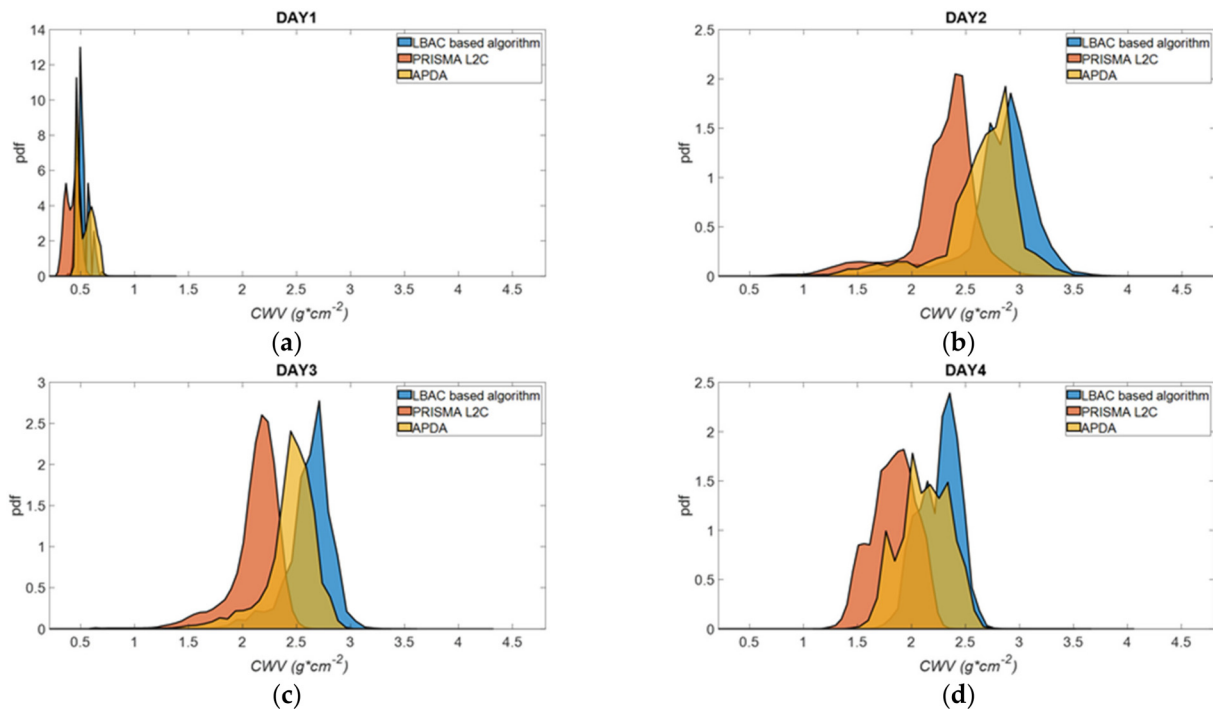 DAY1
14
12
10
8
6
4
2
0
pdf
0.5 1 1.5 2 2.5 3 3.5 4 4.5
CWV (g*cm-2)
LBAC based algorithm
PRISMA L2C
APDA
(a)
DAY2
2.5
2
1.5
1
0.5
0
pdf
0.5 1 1.5 2 2.5 3 3.5 4 4.5
CWV (g*cm-2)
LBAC based algorithm
PRISMA L2C
APDA
(b)
DAY3
3
2.5
2
1.5
1
0.5
0
pdf
0.5 1 1.5 2 2.5 3 3.5 4 4.5
CWV (g*cm-2)
LBAC based algorithm
PRISMA L2C
APDA
(c)
DAY4
2.5
2
1.5
1
0.5
0
pdf
0.5 1 1.5 2 2.5 3 3.5 4 4.5
CWV (g*cm-2)
LBAC based algorithm
PRISMA L2C
APDA
(d)